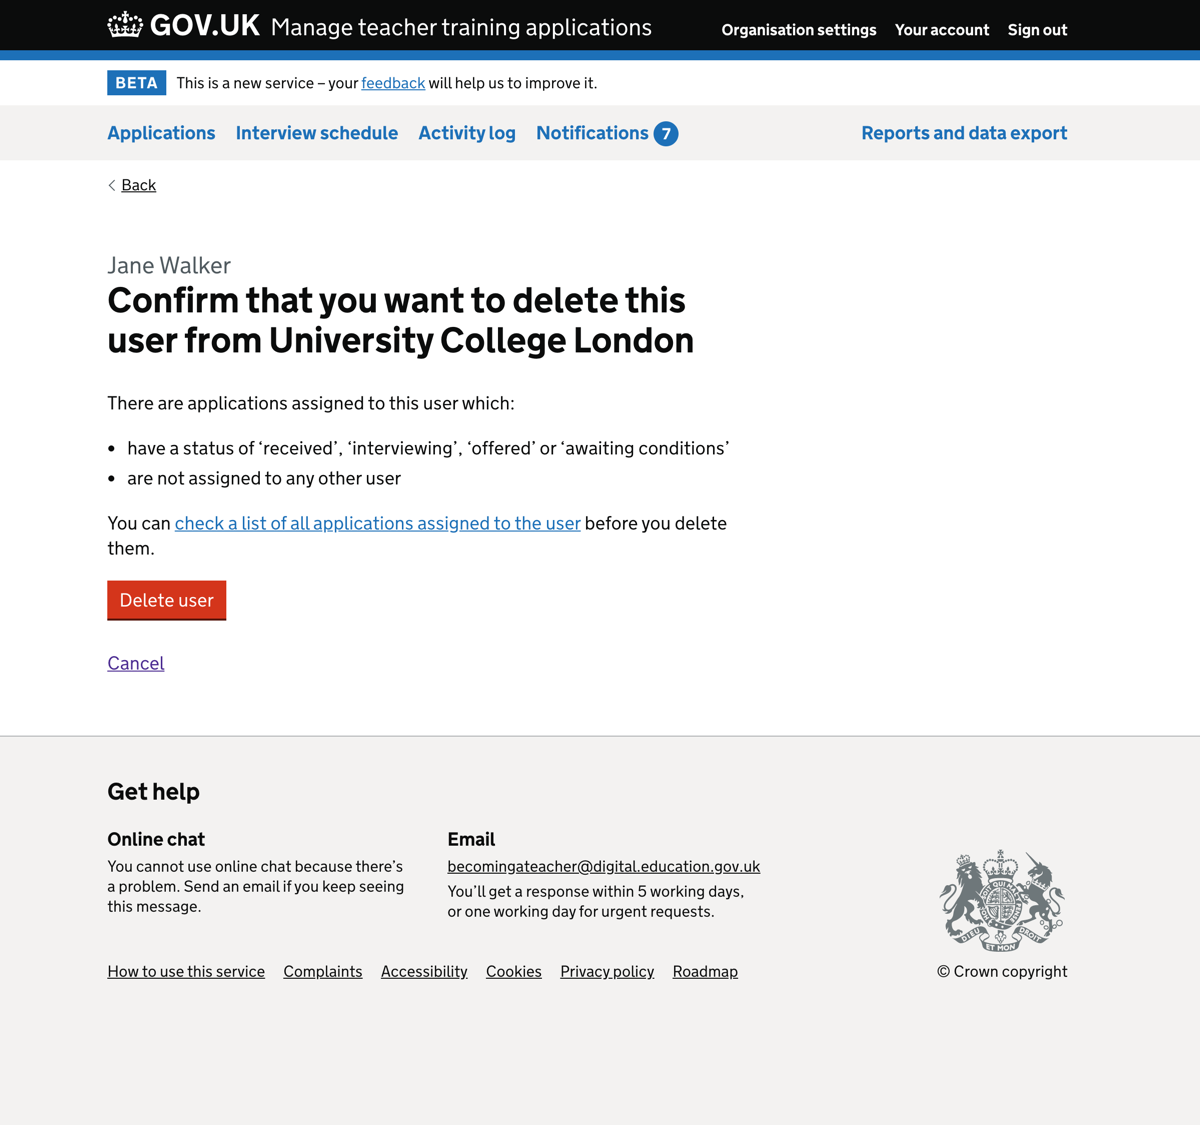 GOV.UK Manage teacher training applications Organisation settings Your account Sign out
BETA This is a new service – your feedback will help us to improve it.
Applications Interview schedule Activity log Notifications 7 Reports and data export
Back
Jane Walker
Confirm that you want to delete this
user from University College London
There are applications assigned to this user which:
• have a status of ‘received’, ‘interviewing’, ‘offered’ or ‘awaiting conditions’
• are not assigned to any other user
You can check a list of all applications assigned to the user before you delete
them.
Delete user
Cancel
Get help
Online chat
You cannot use online chat because there’s
a problem. Send an email if you keep seeing
this message.
Email
becomingateacher@digital.education.gov.uk
You’ll get a response within 5 working days,
or one working day for urgent requests.
DIEU ET MON DROIT
How to use this service Complaints Accessibility Cookies Privacy policy Roadmap
© Crown copyright